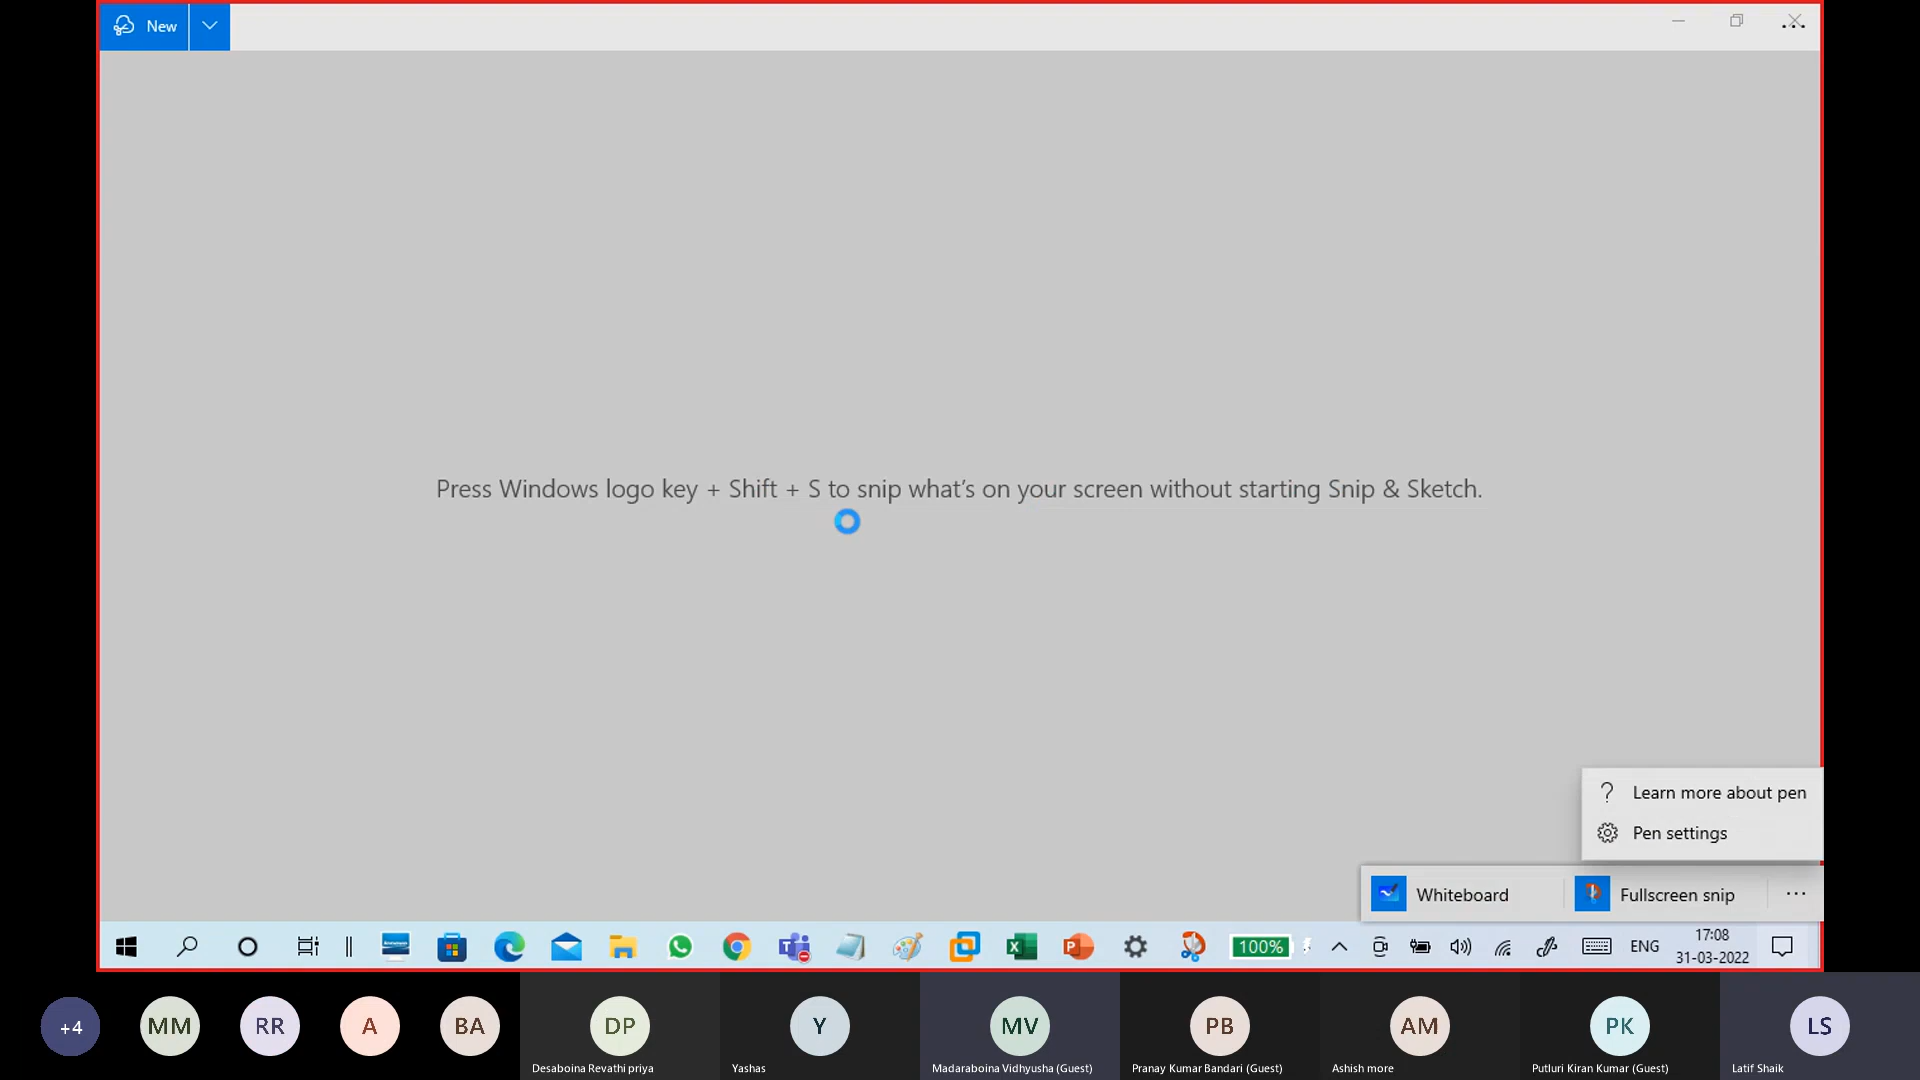 New
Press Windows logo key + Shift + S to snip what's on your screen without starting Snip & Sketch.
Learn more about pen
Pen settings
Whiteboard
Fullscreen snip
100%
ENG
17:08
31-03-2022
+4
MM
RR
A
BA
DP
Desaboina Revathi priya
Y
Yashas
MV
Madaraboina Vidhyusha (Guest)
PB
Pranay Kumar Bandari (Guest)
AM
Ashish more
PK
Putluri Kiran Kumar (Guest)
LS
Latif Shaik